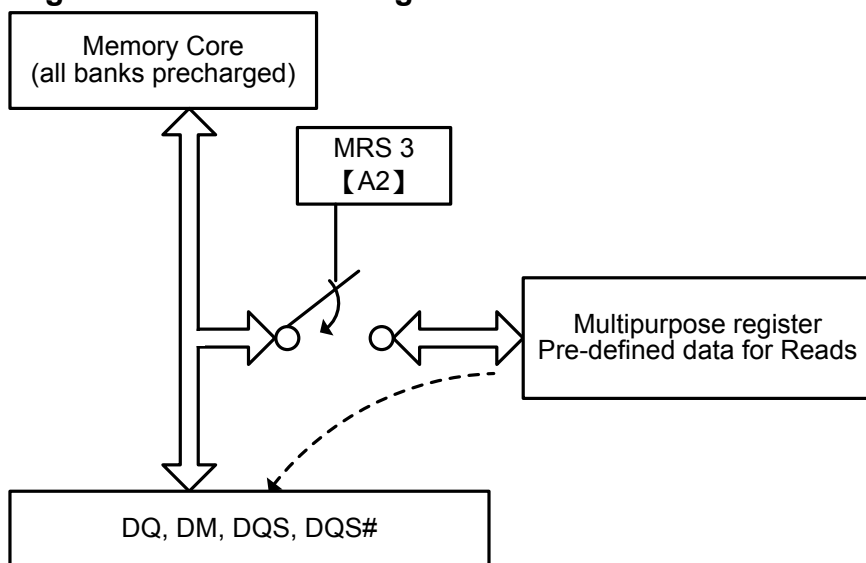 Memory Core
(all banks precharged)
MRS 3
【A2】
Multipurpose register
Pre-defined data for Reads
DQ, DM, DQS, DQS#